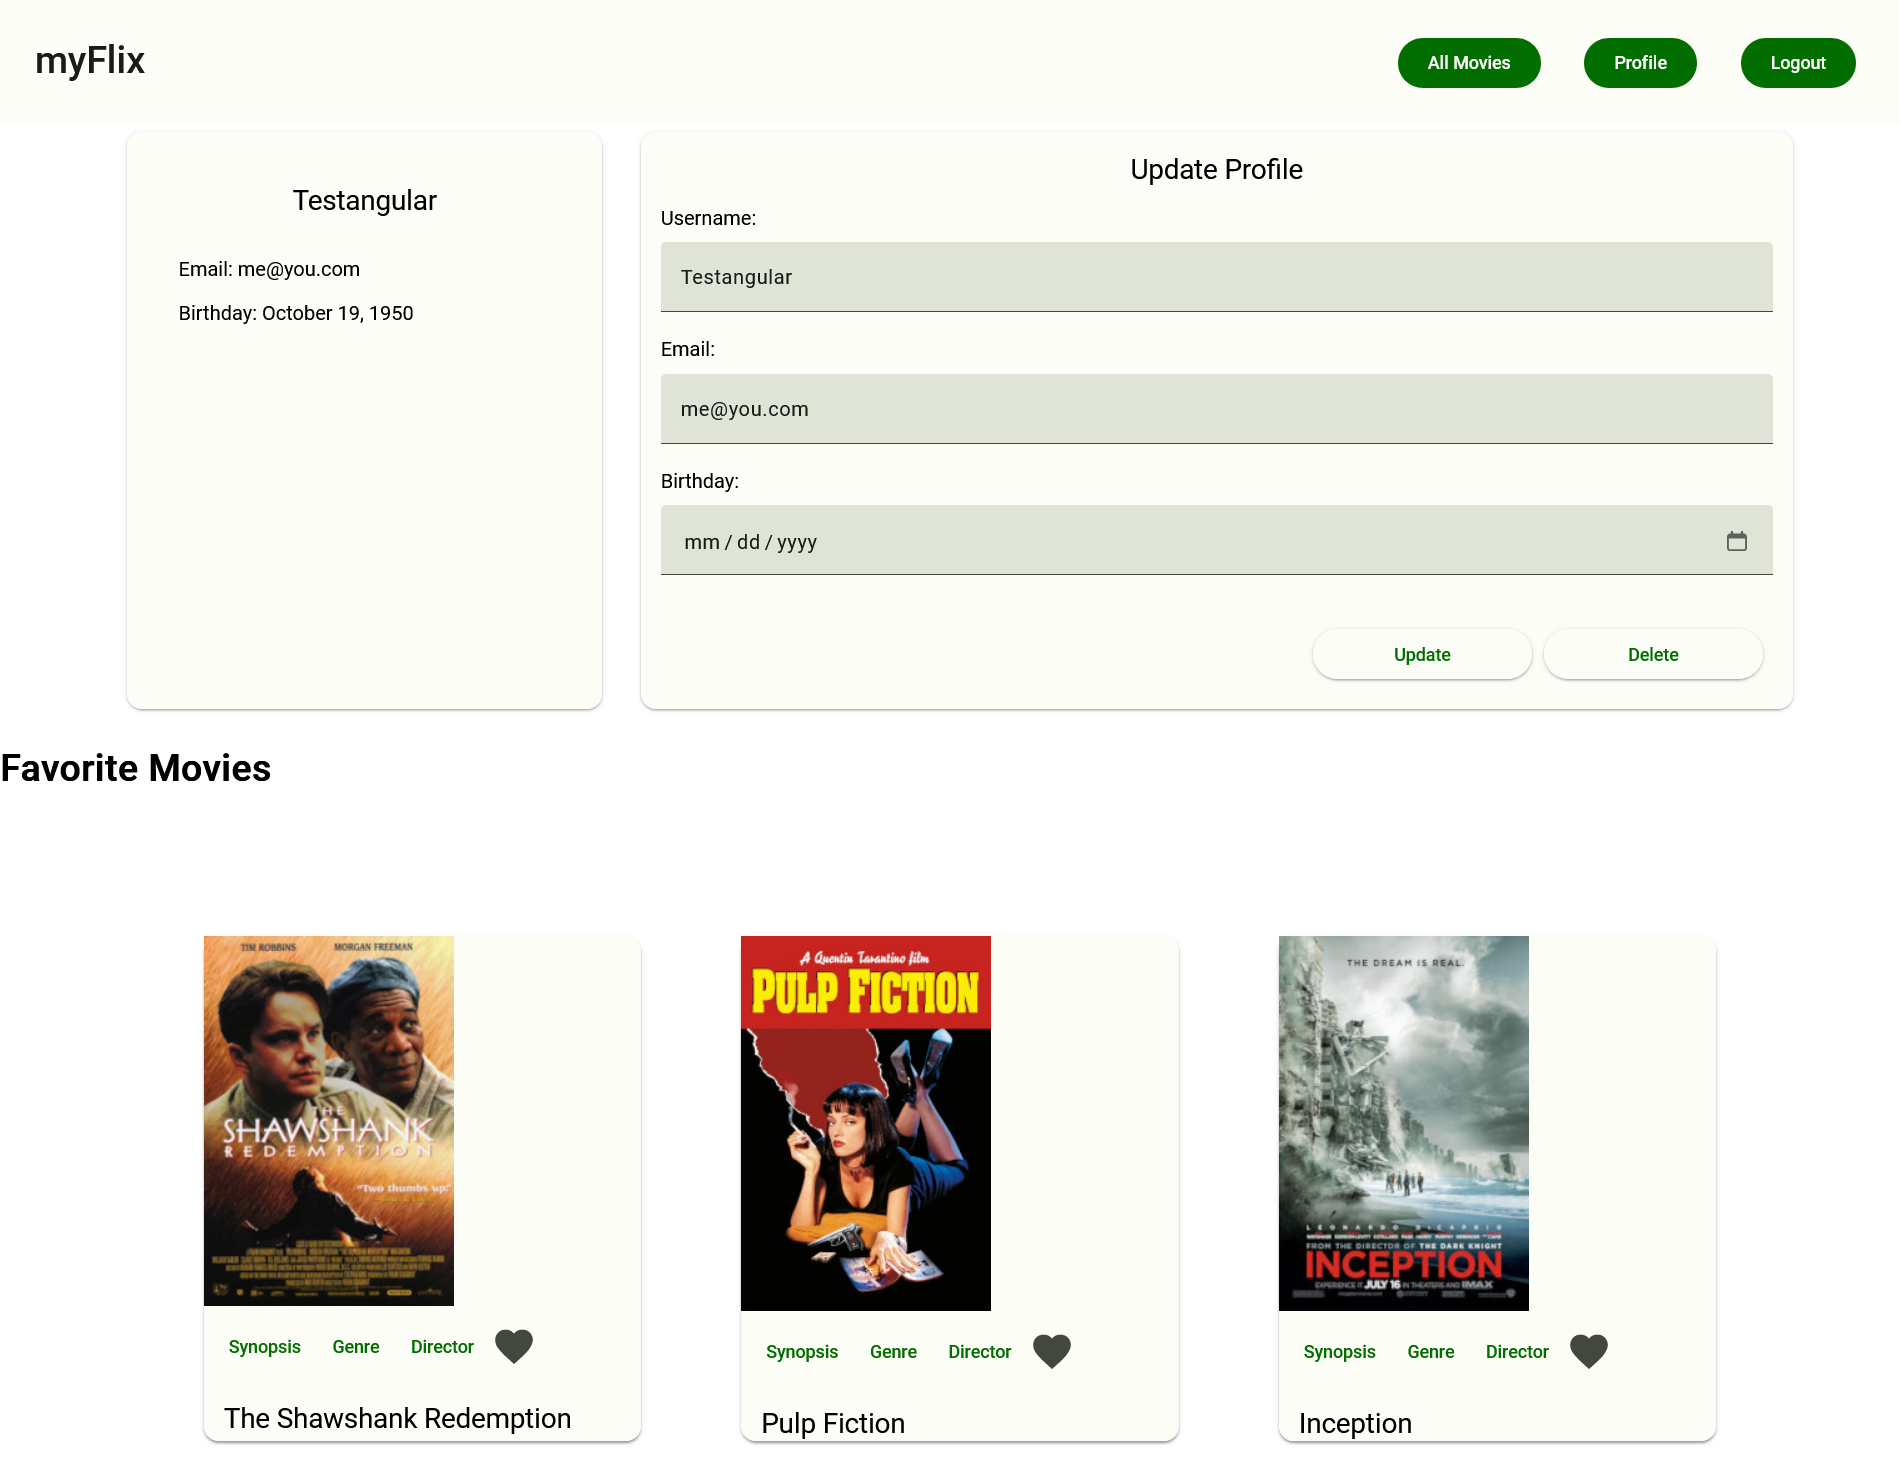 myFlix
All Movies
Profile
Logout
Testangular
Email: me@you.com
Birthday: October 19, 1950
Update Profile
Username:
Testangular
Email:
me@you.com
Birthday:
mm / dd / yyyy
Update
Delete
Favorite Movies
TIM ROBBINS MORGAN FREEMAN
THE
SHAWSHANK
REDEMPTION
"Two thumbs up!"
Synopsis
Genre
Director
The Shawshank Redemption
A Quentin Tarantino film
PULP FICTION
Synopsis
Genre
Director
Pulp Fiction
THE DREAM IS REAL.
LEONARDO DICAPRIO
FROM THE DIRECTOR OF THE DARK KNIGHT
INCEPTION
EXPERIENCE IT JULY 16 IN THEATERS AND IMAX
Synopsis
Genre
Director
Inception